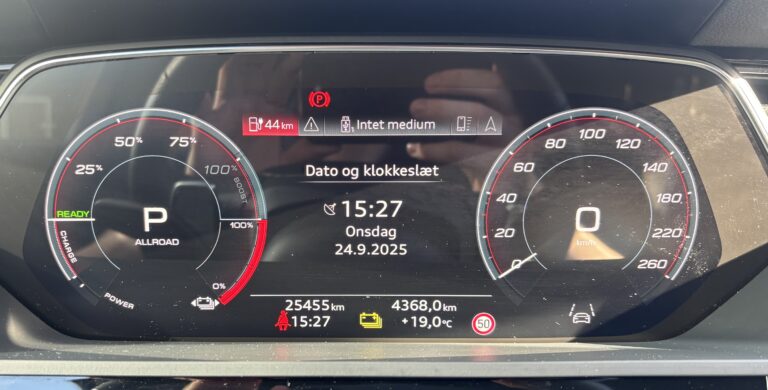 P
44 km
1 Intet medium
25%
50%
75%
100%
BOOST
READY
CHARGE
POWER
P
ALLROAD
100%
0%
Dato og klokkeslæt
15:27
Onsdag
24.9.2025
0
20
40
60
80
100
120
140
160
180
220
260
0
km/h
25455 km
4368,0 km
15:27
+19,0 °C
50